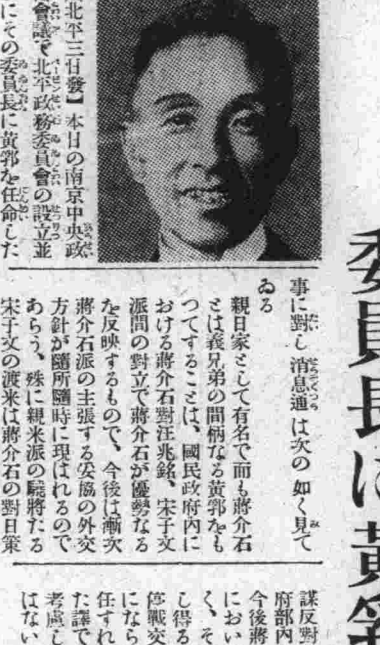 委員長に黃郛
北平三日發】本日の南京中央政
會議で北平政務委員會の設立並
にその委員長に黃郛を任命した
事に對し消息通は次の如く見て
ゐる
親日家として有名で而も蔣介石
とは義兄弟の間柄なる黃郛をも
つてすることは、國民政府内に
おける蔣介石對汪兆銘、宋子文
派間の對立で蔣介石が優勢なる
を反映するもので、今後は漸次
蔣介石派の主張する妥協の外交
方針が隨所隨時に現はれるので
あらう、殊に親米派の驍將たる
宋子文の渡米は蔣介石の對日策
謀反對
府部内
今後蔣
におい
く、そ
し得る
停戰交
になら
任すれ
た譯で
考慮し
はない